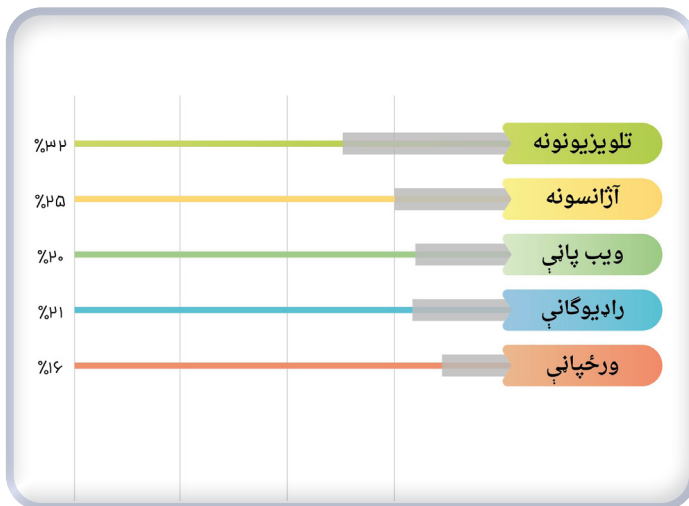 تلویزیونونه %۳۲
آژانسونه %۲۵
ویب پاڼې %۲۰
راډیوګانې %۲۱
ورځپاڼې %۱۶